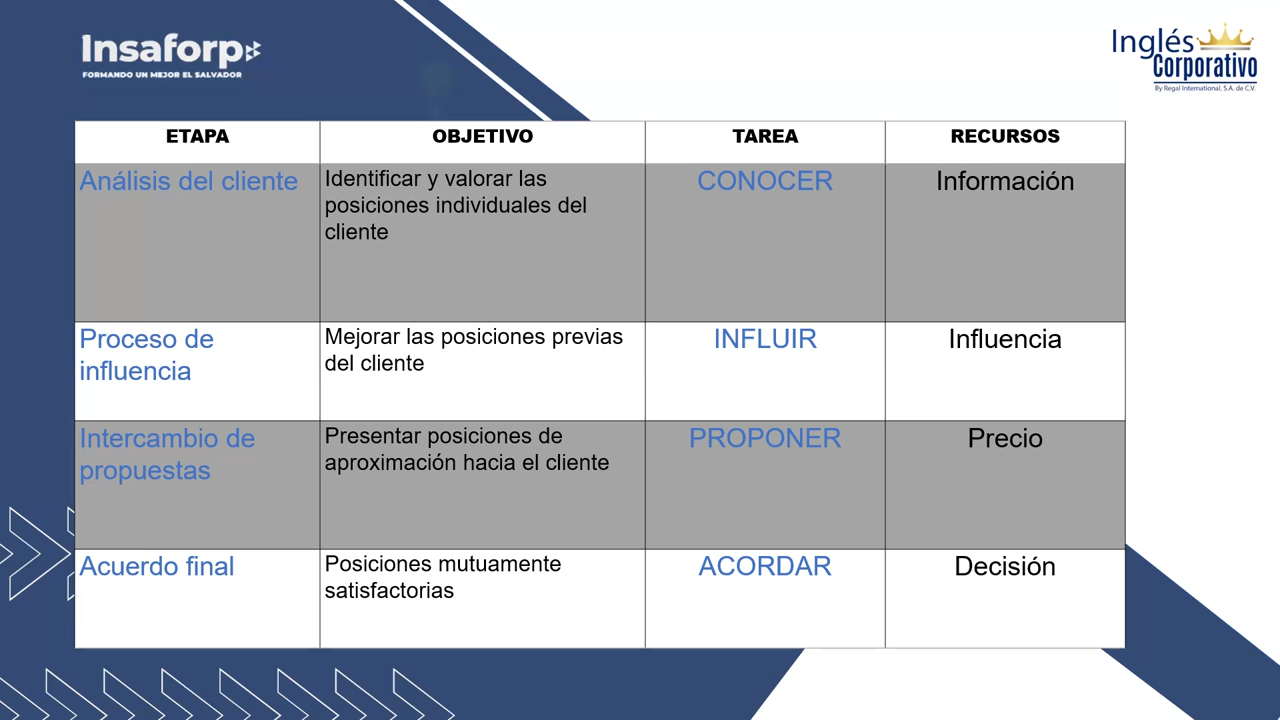 Insaforp
FORMANDO UN MEJOR EL SALVADOR
Inglés
Corporativo
By Regal International, S.A. de C.V.
ETAPA OBJETIVO TAREA RECURSOS
Análisis del cliente
Identificar y valorar las
posiciones individuales del
cliente
CONOCER
Información
Proceso de
influencia
Mejorar las posiciones previas
del cliente
INFLUIR
Influencia
Intercambio de
propuestas
Presentar posiciones de
aproximación hacia el cliente
PROPONER
Precio
Acuerdo final
Posiciones mutuamente
satisfactorias
ACORDAR
Decisión